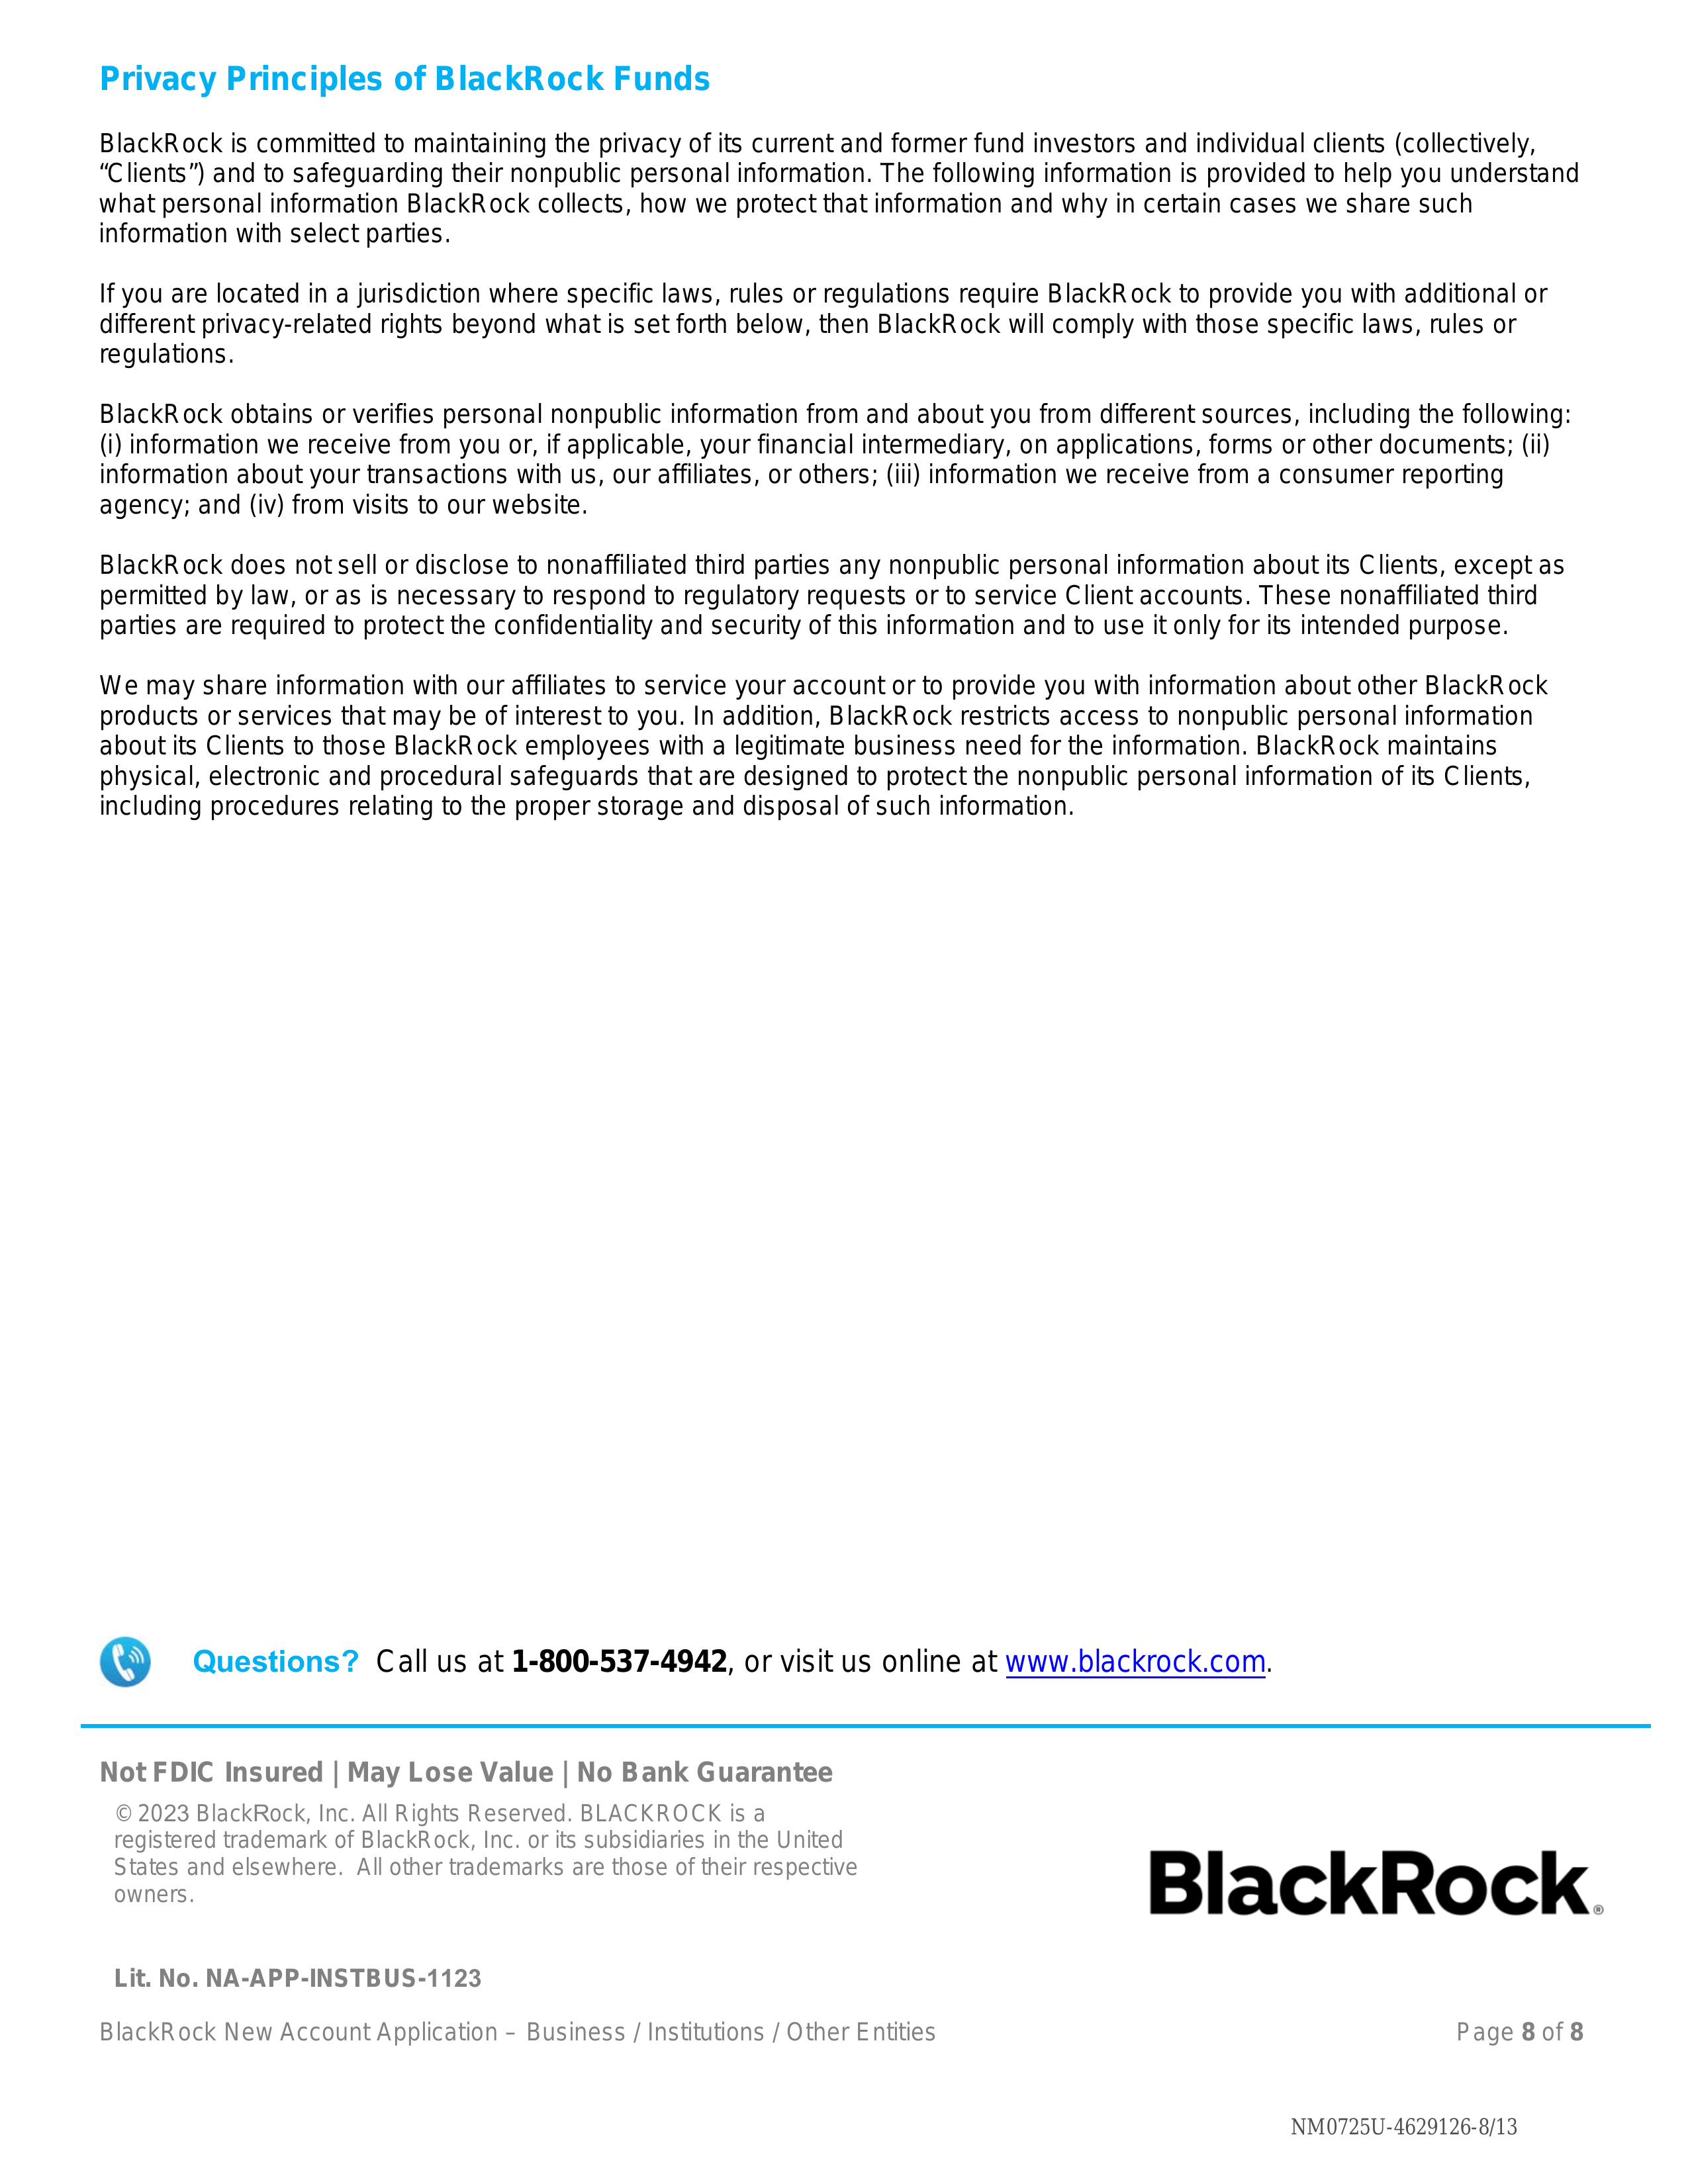 Privacy Principles of BlackRock Funds
BlackRock is committed to maintaining the privacy of its current and former fund investors and individual clients (collectively,
“Clients”) and to safeguarding their nonpublic personal information. The following information is provided to help you understand
what personal information BlackRock collects, how we protect that information and why in certain cases we share such
information with select parties.
If you are located in a jurisdiction where specific laws, rules or regulations require BlackRock to provide you with additional or
different privacy-related rights beyond what is set forth below, then BlackRock will comply with those specific laws, rules or
regulations.
BlackRock obtains or verifies personal nonpublic information from and about you from different sources, including the following:
(i) information we receive from you or, if applicable, your financial intermediary, on applications, forms or other documents; (ii)
information about your transactions with us, our affiliates, or others; (iii) information we receive from a consumer reporting
agency; and (iv) from visits to our website.
BlackRock does not sell or disclose to nonaffiliated third parties any nonpublic personal information about its Clients, except as
permitted by law, or as is necessary to respond to regulatory requests or to service Client accounts. These nonaffiliated third
parties are required to protect the confidentiality and security of this information and to use it only for its intended purpose.
We may share information with our affiliates to service your account or to provide you with information about other BlackRock
products or services that may be of interest to you. In addition, BlackRock restricts access to nonpublic personal information
about its Clients to those BlackRock employees with a legitimate business need for the information. BlackRock maintains
physical, electronic and procedural safeguards that are designed to protect the nonpublic personal information of its Clients,
including procedures relating to the proper storage and disposal of such information.
Questions? Call us at 1-800-537-4942, or visit us online at www.blackrock.com.
Not FDIC Insured | May Lose Value | No Bank Guarantee
© 2023 BlackRock, Inc. All Rights Reserved. BLACKROCK is a
registered trademark of BlackRock, Inc. or its subsidiaries in the United
States and elsewhere. All other trademarks are those of their respective
owners.
BlackRock®
Lit. No. NA-APP-INSTBUS-1123
BlackRock New Account Application – Business / Institutions / Other Entities
Page 8 of 8
NM0725U-4629126-8/13